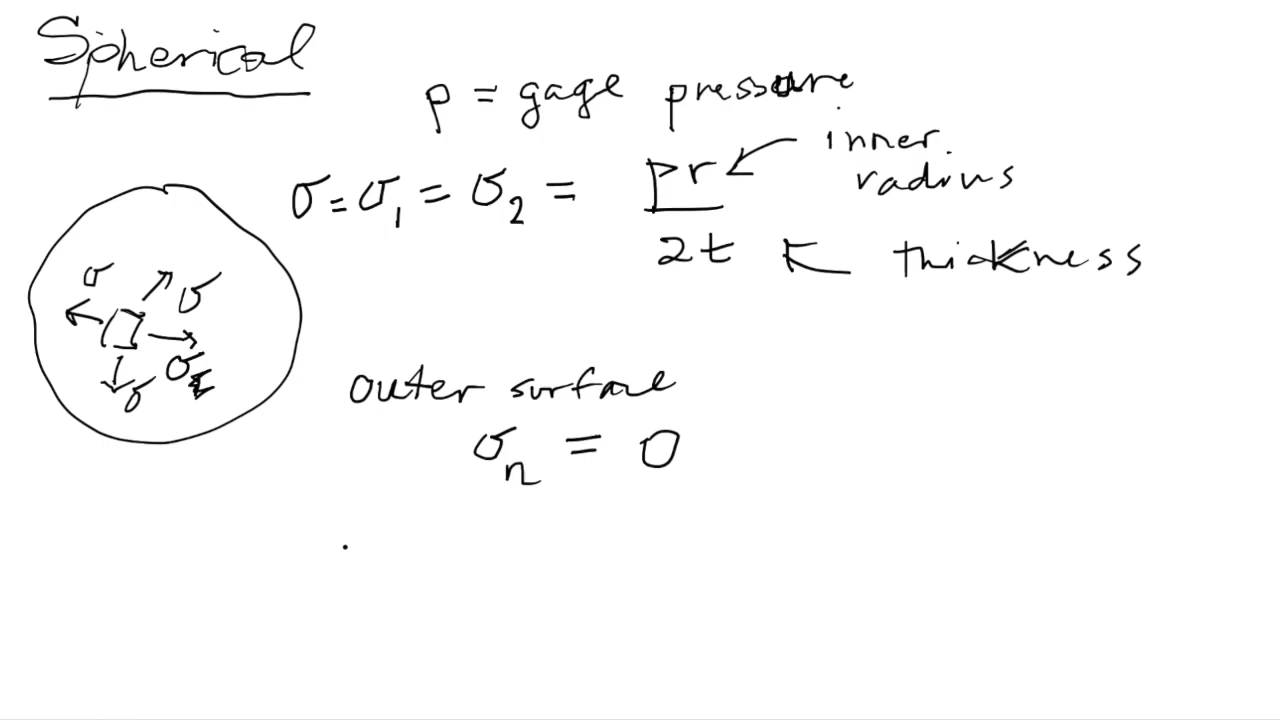 Spherical
p = gage pressure
inner
radius
σ = σ₁ = σ₂ = pr
2t
thickness
σ
σ
σ
σ
outer surface
σₙ = 0